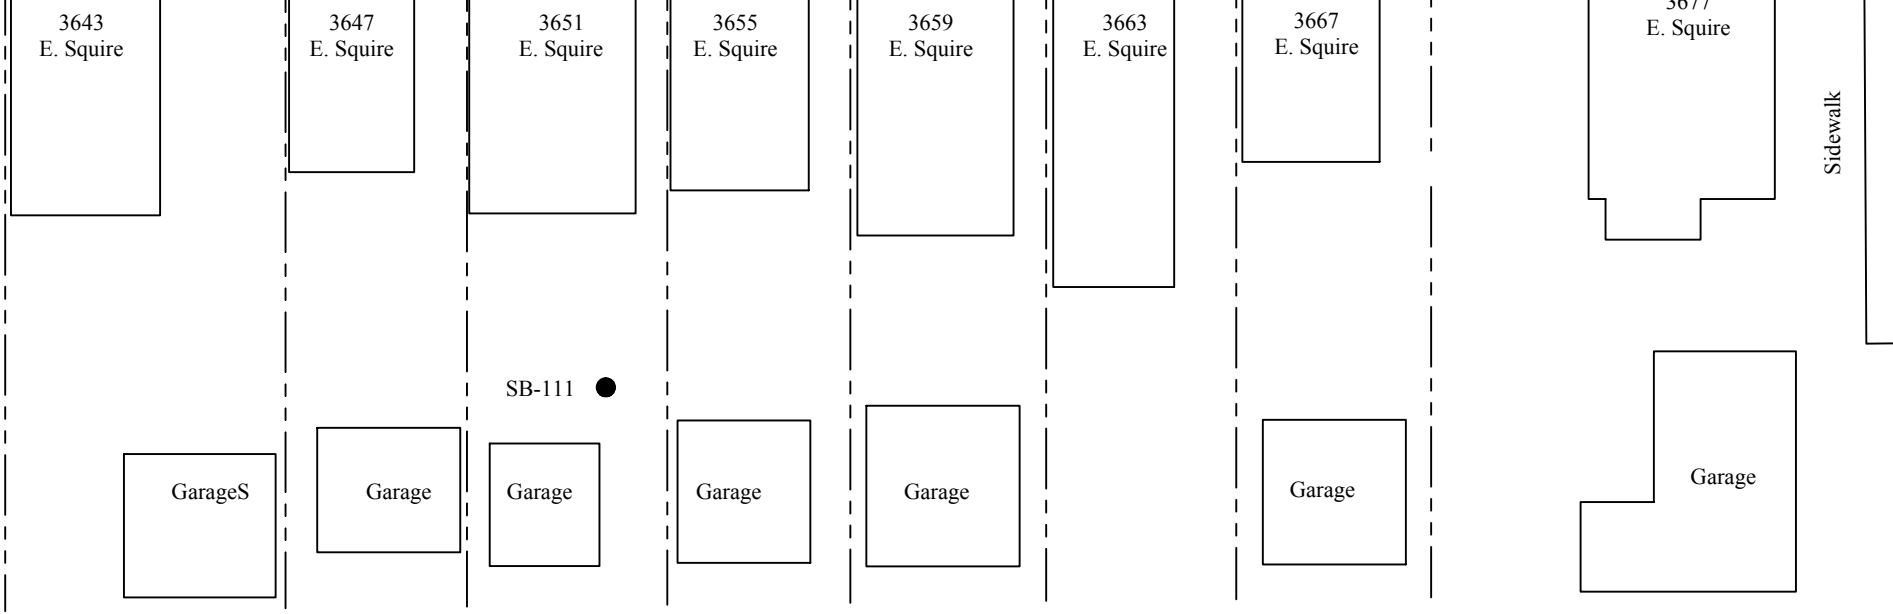 3643
E. Squire
3647
E. Squire
3651
E. Squire
3655
E. Squire
3659
E. Squire
3663
E. Squire
3667
E. Squire
3677
E. Squire
Sidewalk
SB-111
GarageS
Garage
Garage
Garage
Garage
Garage
Garage